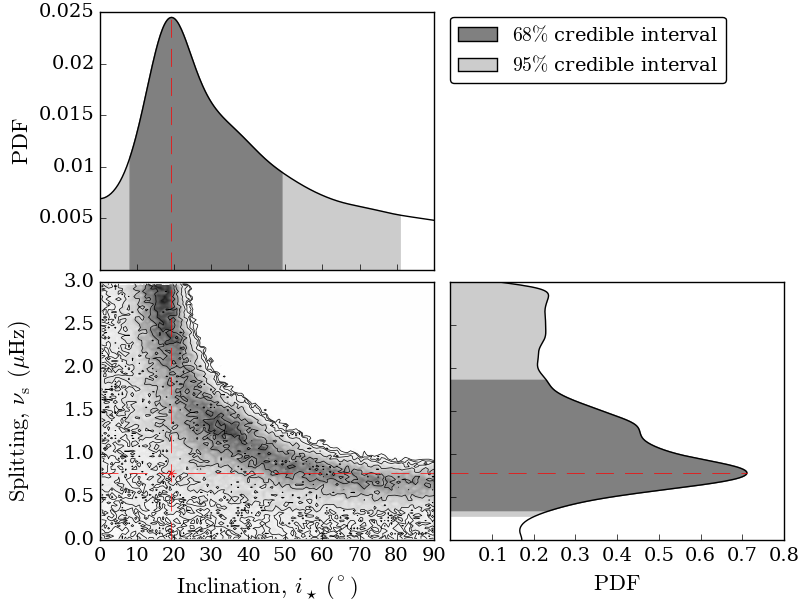 0.025
0.02
0.015
0.01
0.005
PDF
68% credible interval
95% credible interval
3.0
2.5
2.0
1.5
1.0
0.5
0.0
Splitting, νs (μHz)
0 10 20 30 40 50 60 70 80 90
Inclination, i⋆ (°)
0.1 0.2 0.3 0.4 0.5 0.6 0.7 0.8
PDF